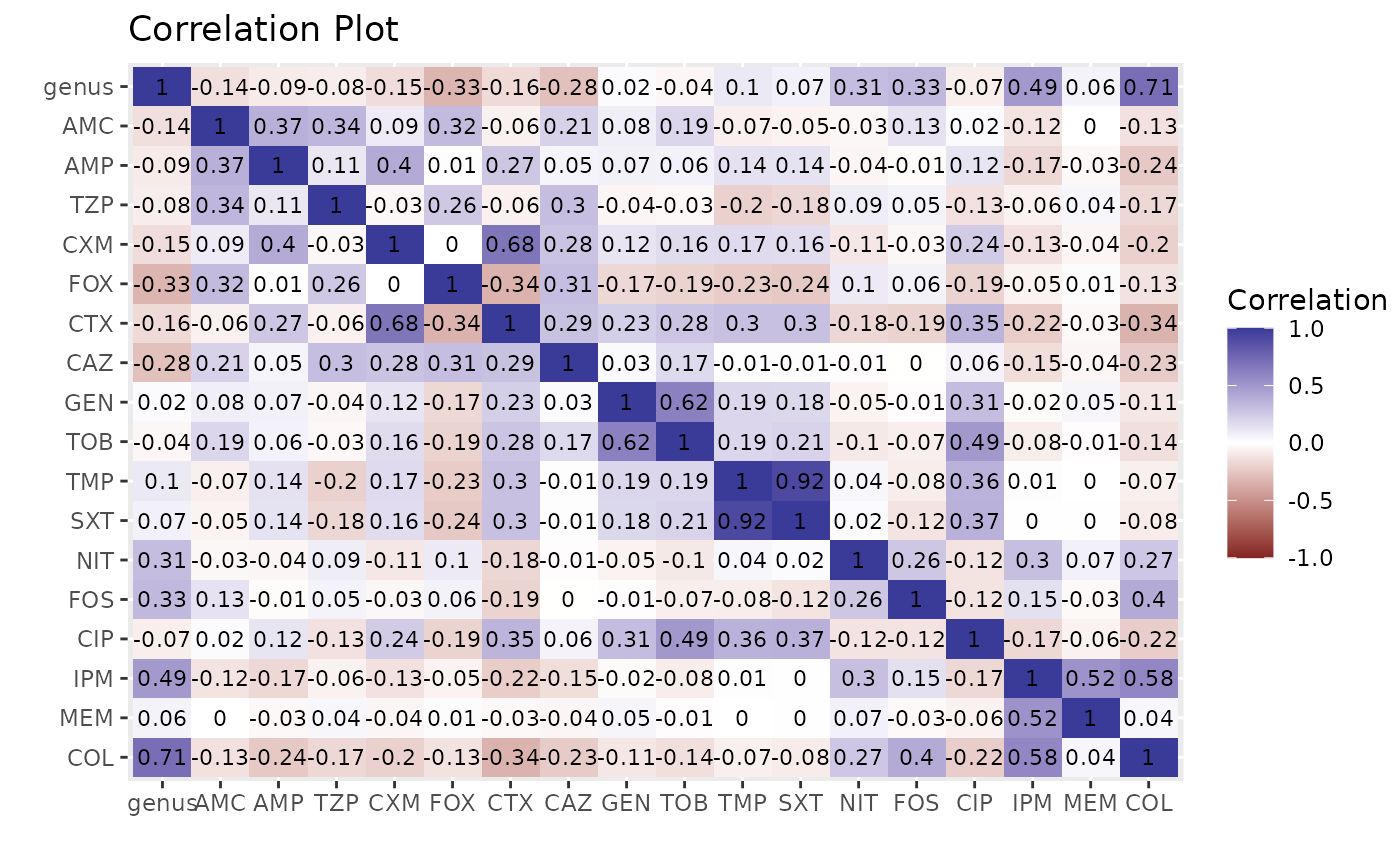 Correlation Plot
genus 1 -0.14 -0.09 -0.08 -0.15 -0.33 -0.16 -0.28 0.02 -0.04 0.1 0.07 0.31 0.33 -0.07 0.49 0.06 0.71
AMC -0.14 1 0.37 0.34 0.09 0.32 -0.06 0.21 0.08 0.19 -0.07 -0.05 -0.03 0.13 0.02 -0.12 0 -0.13
AMP -0.09 0.37 1 0.11 0.4 0.01 0.27 0.05 0.07 0.06 0.14 0.14 -0.04 -0.01 0.12 -0.17 -0.03 -0.24
TZP -0.08 0.34 0.11 1 -0.03 0.26 -0.06 0.3 -0.04 -0.03 -0.2 -0.18 0.09 0.05 -0.13 -0.06 0.04 -0.17
CXM -0.15 0.09 0.4 -0.03 1 0 0.68 0.28 0.12 0.16 0.17 0.16 -0.11 -0.03 0.24 -0.13 -0.04 -0.2
FOX -0.33 0.32 0.01 0.26 0 1 -0.34 0.31 -0.17 -0.19 -0.23 -0.24 0.1 0.06 -0.19 -0.05 0.01 -0.13
Correlation
CTX -0.16 -0.06 0.27 -0.06 0.68 -0.34 1 0.29 0.23 0.28 0.3 0.3 -0.18 -0.19 0.35 -0.22 -0.03 -0.34
1.0
CAZ -0.28 0.21 0.05 0.3 0.28 0.31 0.29 1 0.03 0.17 -0.01 -0.01 -0.01 0 0.06 -0.15 -0.04 -0.23
0.5
GEN 0.02 0.08 0.07 -0.04 0.12 -0.17 0.23 0.03 1 0.62 0.19 0.18 -0.05 -0.01 0.31 -0.02 0.05 -0.11
TOB -0.04 0.19 0.06 -0.03 0.16 -0.19 0.28 0.17 0.62 1 0.19 0.21 -0.1 -0.07 0.49 -0.08 -0.01 -0.14
0.0
TMP 0.1 -0.07 0.14 -0.2 0.17 -0.23 0.3 -0.01 0.19 0.19 1 0.92 0.04 -0.08 0.36 0.01 0 -0.07
-0.5
SXT 0.07 -0.05 0.14 -0.18 0.16 -0.24 0.3 -0.01 0.18 0.21 0.92 1 0.02 -0.12 0.37 0 0 -0.08
-1.0
NIT 0.31 -0.03 -0.04 0.09 -0.11 0.1 -0.18 -0.01 -0.05 -0.1 0.04 0.02 1 0.26 -0.12 0.3 0.07 0.27
FOS 0.33 0.13 -0.01 0.05 -0.03 0.06 -0.19 0 -0.01 -0.07 -0.08 -0.12 0.26 1 -0.12 0.15 -0.03 0.4
CIP -0.07 0.02 0.12 -0.13 0.24 -0.19 0.35 0.06 0.31 0.49 0.36 0.37 -0.12 -0.12 1 -0.17 -0.06 -0.22
IPM 0.49 -0.12 -0.17 -0.06 -0.13 -0.05 -0.22 -0.15 -0.02 -0.08 0.01 0 0.3 0.15 -0.17 1 0.52 0.58
MEM 0.06 0 -0.03 0.04 -0.04 0.01 -0.03 -0.04 0.05 -0.01 0 0 0.07 -0.03 -0.06 0.52 1 0.04
COL 0.71 -0.13 -0.24 -0.17 -0.2 -0.13 -0.34 -0.23 -0.11 -0.14 -0.07 -0.08 0.27 0.4 -0.22 0.58 0.04 1
genus AMC AMP TZP CXM FOX CTX CAZ GEN TOB TMP SXT NIT FOS CIP IPM MEM COL